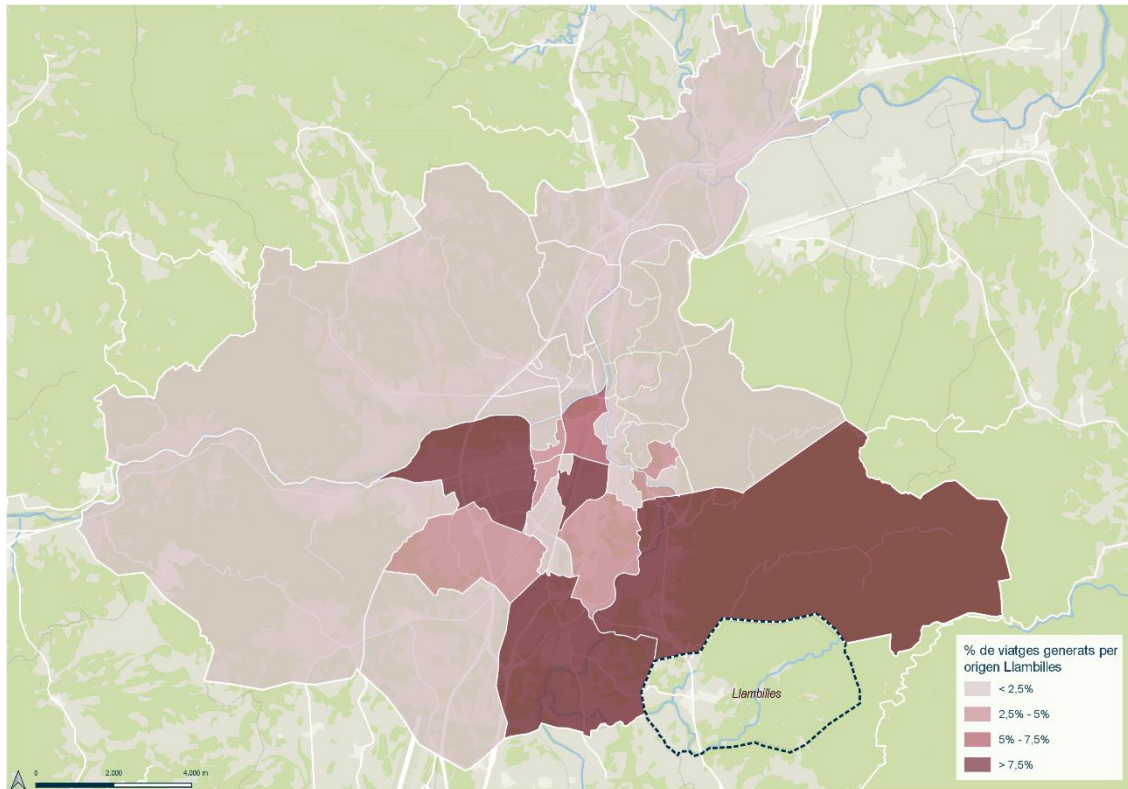 Llambilles
% de viatges generats per
origen Llambilles
< 2,5%
2,5% - 5%
5% - 7,5%
> 7,5%
0 2.000 4.000 m